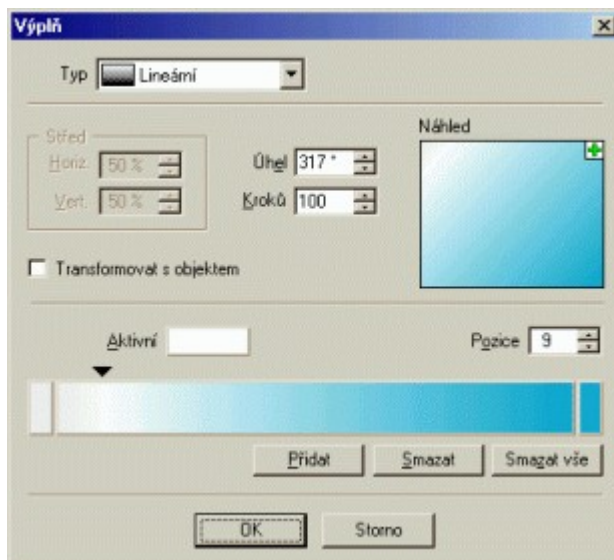 Výplň
Typ Lineární
Střed
Horiz. 50 %
Vert. 50 %
Úhel 317 °
Kroků 100
Náhled
Transformovat s objektem
Aktivní
Pozice 9
Přidat Smazat Smazat vše
OK Storno